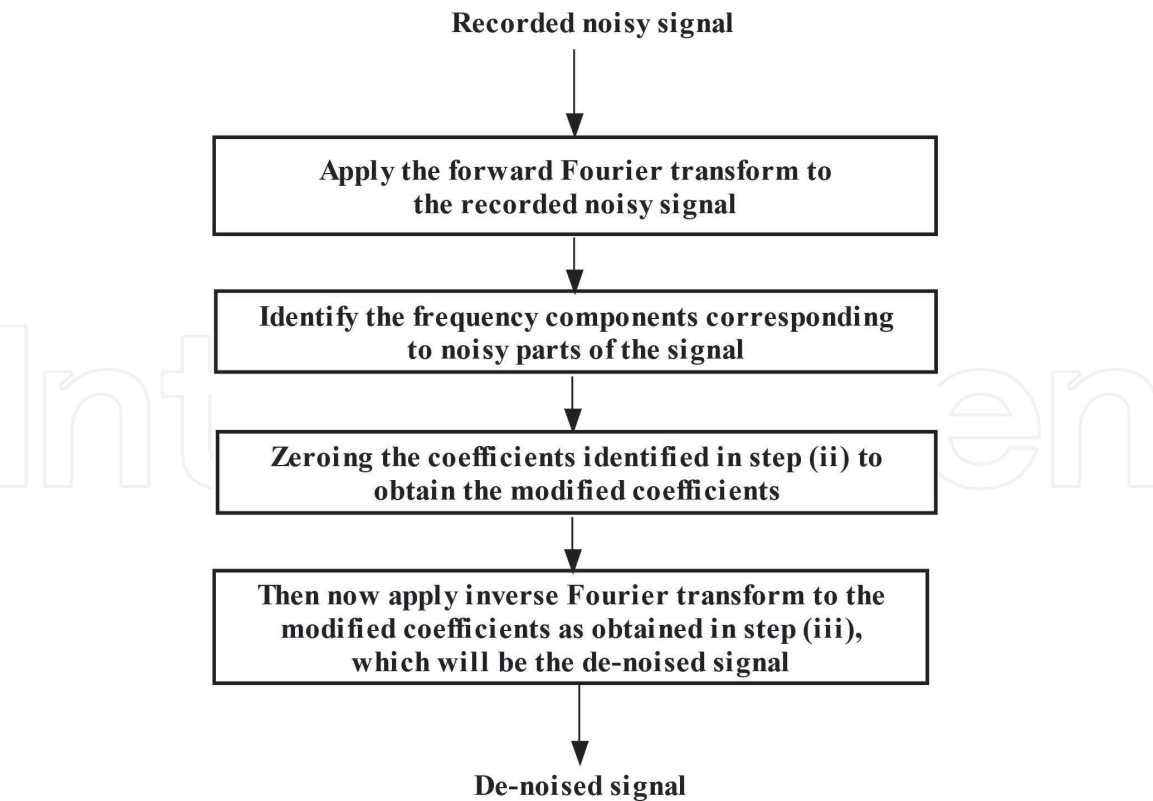 Recorded noisy signal
Apply the forward Fourier transform to
the recorded noisy signal
Identify the frequency components corresponding
to noisy parts of the signal
Zeroing the coefficients identified in step (ii) to
obtain the modified coefficients
Then now apply inverse Fourier transform to the
modified coefficients as obtained in step (iii),
which will be the de-noised signal
De-noised signal